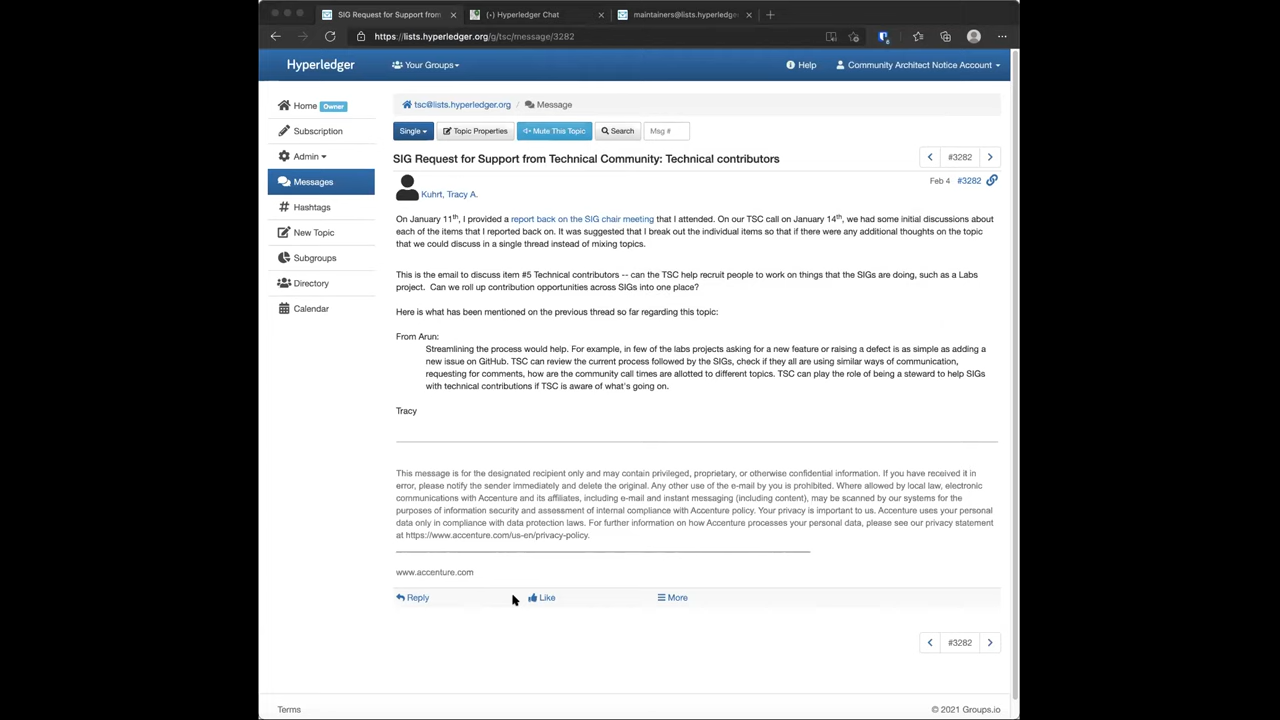 SIG Request for Support from
Hyperledger Chat
maintainers@lists.hyperledge
https://lists.hyperledger.org/g/tsc/message/3282
Hyperledger
Your Groups
Help
Community Architect Notice Account
Home Owner
Subscription
Admin
Messages
Hashtags
New Topic
Subgroups
Directory
Calendar
tsc@lists.hyperledger.org / Message
Single
Topic Properties
Mute This Topic
Search
Msg #
SIG Request for Support from Technical Community: Technical contributors
#3282
Kuhrt, Tracy A.
Feb 4 #3282
On January 11th, I provided a report back on the SIG chair meeting that I attended. On our TSC call on January 14th, we had some initial discussions about
each of the items that I reported back on. It was suggested that I break out the individual items so that if there were any additional thoughts on the topic
that we could discuss in a single thread instead of mixing topics.
This is the email to discuss item #5 Technical contributors -- can the TSC help recruit people to work on things that the SIGs are doing, such as a Labs
project. Can we roll up contribution opportunities across SIGs into one place?
Here is what has been mentioned on the previous thread so far regarding this topic:
From Arun:
Streamlining the process would help. For example, in few of the labs projects asking for a new feature or raising a defect is as simple as adding a
new issue on GitHub. TSC can review the current process followed by the SIGs, check if they all are using similar ways of communication,
requesting for comments, how are the community call times are allotted to different topics. TSC can play the role of being a steward to help SIGs
with technical contributions if TSC is aware of what's going on.
Tracy
This message is for the designated recipient only and may contain privileged, proprietary, or otherwise confidential information. If you have received it in
error, please notify the sender immediately and delete the original. Any other use of the e-mail by you is prohibited. Where allowed by local law, electronic
communications with Accenture and its affiliates, including e-mail and instant messaging (including content), may be scanned by our systems for the
purposes of information security and assessment of internal compliance with Accenture policy. Your privacy is important to us. Accenture uses your personal
data only in compliance with data protection laws. For further information on how Accenture processes your personal data, please see our privacy statement
at https://www.accenture.com/us-en/privacy-policy.
www.accenture.com
Reply
Like
More
#3282
Terms
© 2021 Groups.io